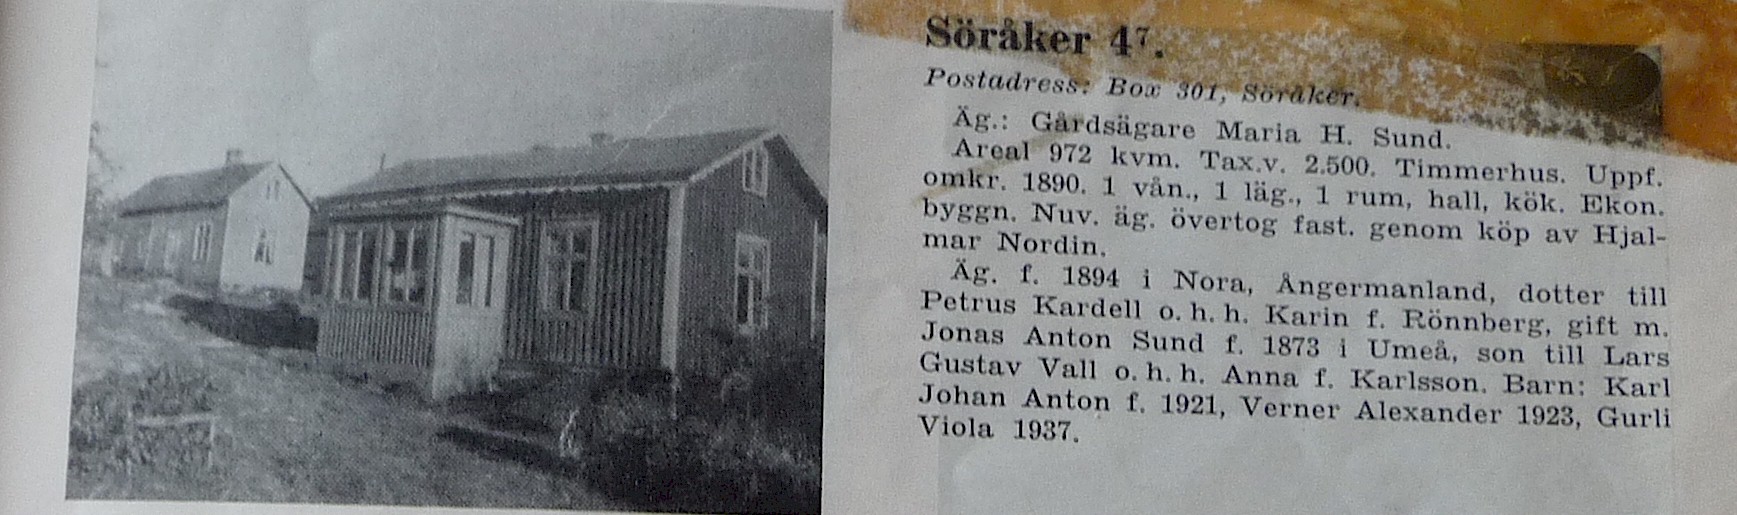 Söråker 4⁷.
Postadress: Box 301, Söråker.
Äg.: Gårdsägare Maria H. Sund.
Areal 972 kvm. Tax.v. 2.500. Timmerhus. Uppf.
omkr. 1890. 1 vån., 1 läg., 1 rum, hall, kök. Ekon.
byggn. Nuv. äg. övertog fast. genom köp av Hjal-
mar Nordin.
Äg. f. 1894 i Nora, Ångermanland, dotter till
Petrus Kardell o. h. h. Karin f. Rönnberg, gift m.
Jonas Anton Sund f. 1873 i Umeå, son till Lars
Gustav Vall o. h. h. Anna f. Karlsson. Barn: Karl
Johan Anton f. 1921, Verner Alexander 1923, Gurli
Viola 1937.